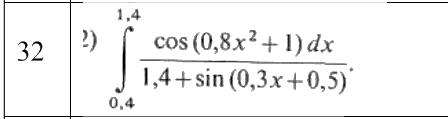 32
2) ∫ 0,4 1,4 cos (0,8x² + 1) dx / 1,4 + sin (0,3x + 0,5) .